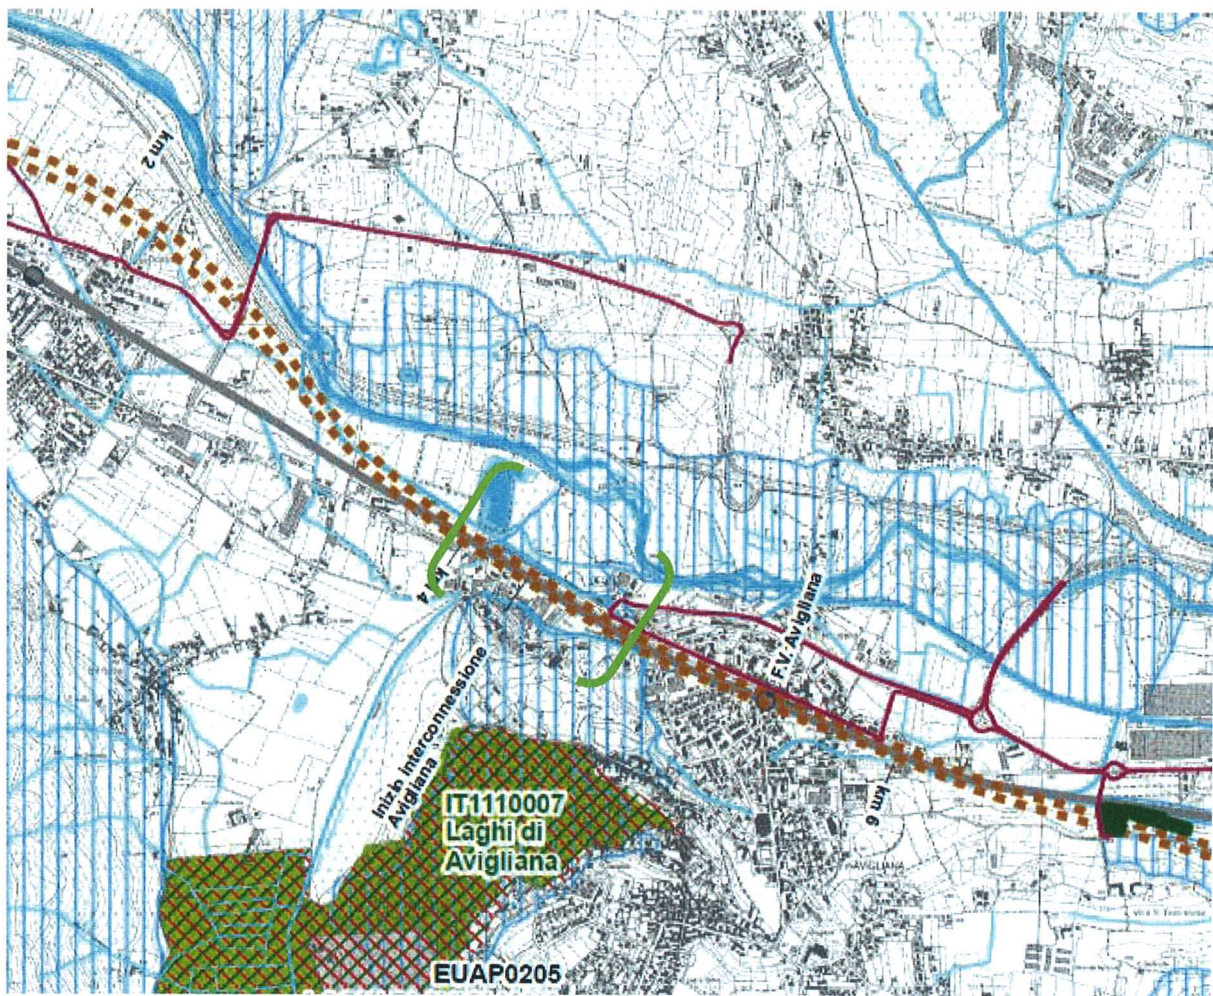 km 2
km 4
F.V. Avigliana
Inizio Interconnessione
Avigliana
km 6
IT1110007
Laghi di
Avigliana
AVIGLIANA
EUAP0205